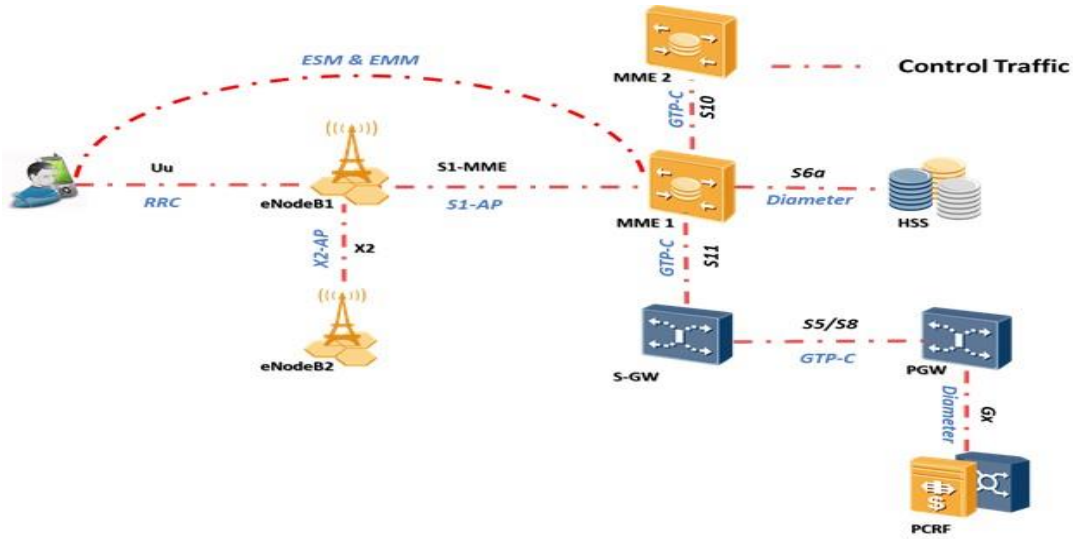 ESM & EMM
MME 2
Control Traffic
GTP-C
S10
Uu
RRC
eNodeB1
S1-MME
S1-AP
MME 1
S6a
Diameter
HSS
X2-AP
X2
eNodeB2
GTP-C
S11
S-GW
S5/S8
GTP-C
PGW
Diameter
Gx
$
PCRF